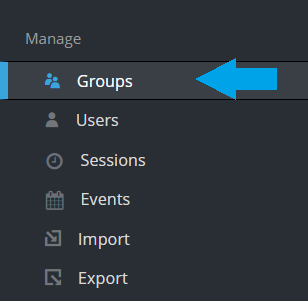 Manage
Groups
Users
Sessions
Events
Import
Export